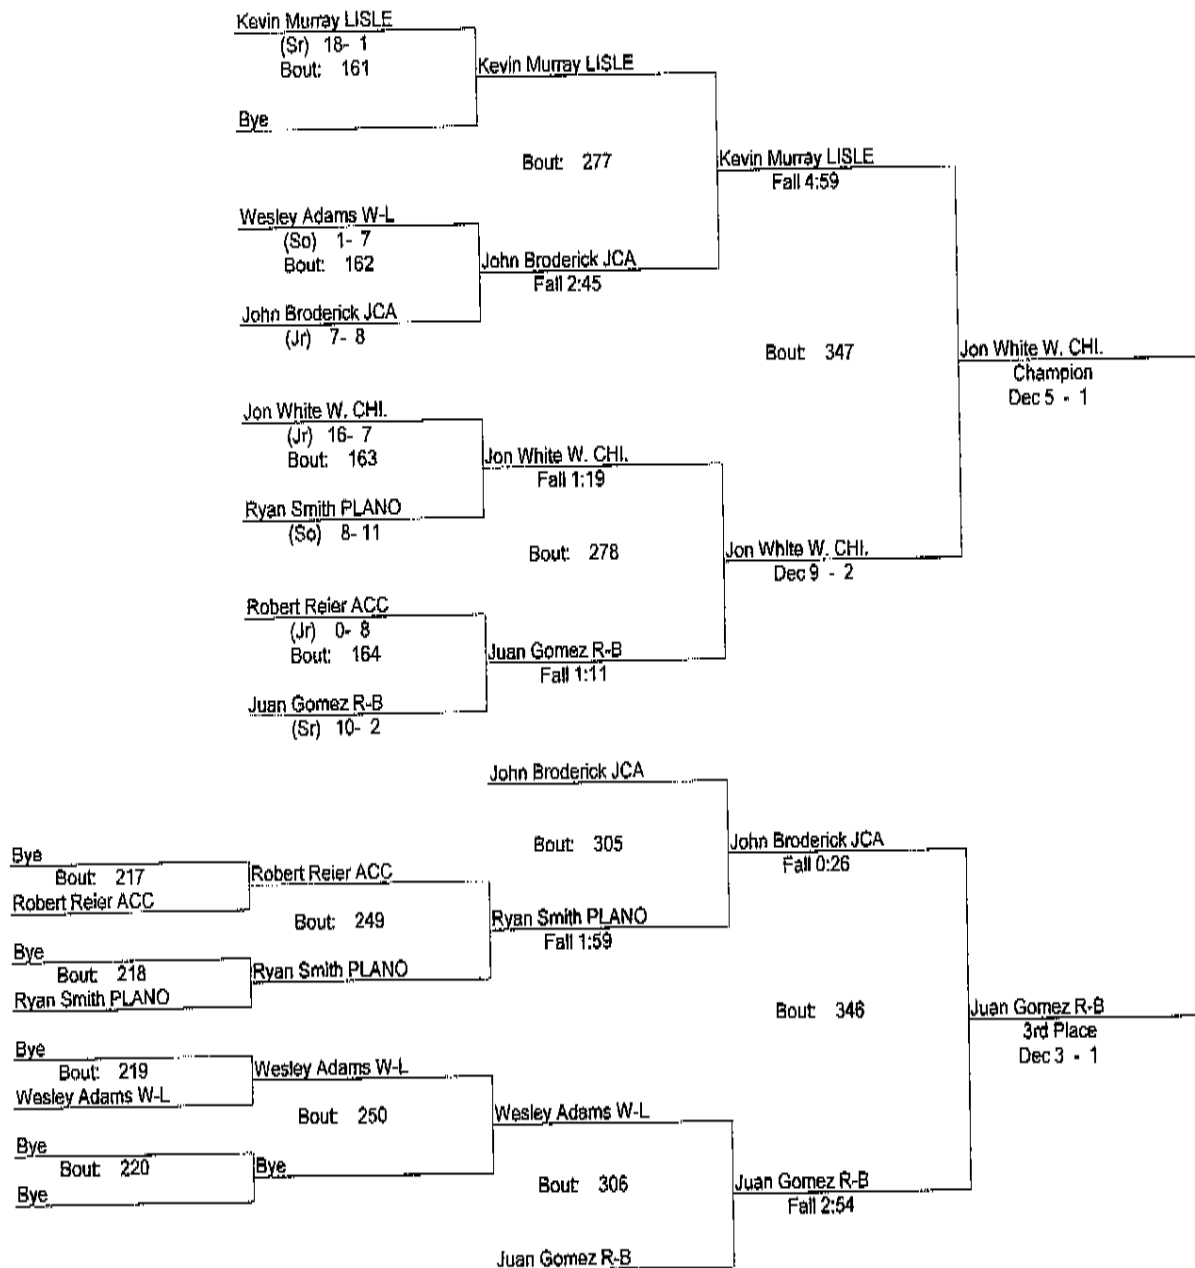 Kevin Murray LISLE
(Sr) 18- 1
Bout: 161
Kevin Murray LISLE
Bye
Bout: 277
Kevin Murray LISLE
Fall 4:59
Wesley Adams W-L
(So) 1- 7
Bout: 162
John Broderick JCA
Fall 2:45
John Broderick JCA
(Jr) 7- 8
Bout: 347
Jon White W. CHI.
Champion
Dec 5 - 1
Jon White W. CHI.
(Jr) 16- 7
Bout: 163
Jon White W. CHI.
Fall 1:19
Ryan Smith PLANO
(So) 8- 11
Bout: 278
Jon White W. CHI.
Dec 9 - 2
Robert Reier ACC
(Jr) 0- 8
Bout: 164
Juan Gomez R-B
Fall 1:11
Juan Gomez R-B
(Sr) 10- 2
John Broderick JCA
Bout: 305
John Broderick JCA
Fall 0:26
Bye
Bout: 217
Robert Reier ACC
Robert Reier ACC
Bout: 249
Ryan Smith PLANO
Fall 1:59
Bye
Bout: 218
Ryan Smith PLANO
Ryan Smith PLANO
Bout: 346
Juan Gomez R-B
3rd Place
Dec 3 - 1
Bye
Bout: 219
Wesley Adams W-L
Wesley Adams W-L
Bout: 250
Wesley Adams W-L
Bye
Bout: 220
Bye
Bye
Bout: 306
Juan Gomez R-B
Fall 2:54
Juan Gomez R-B